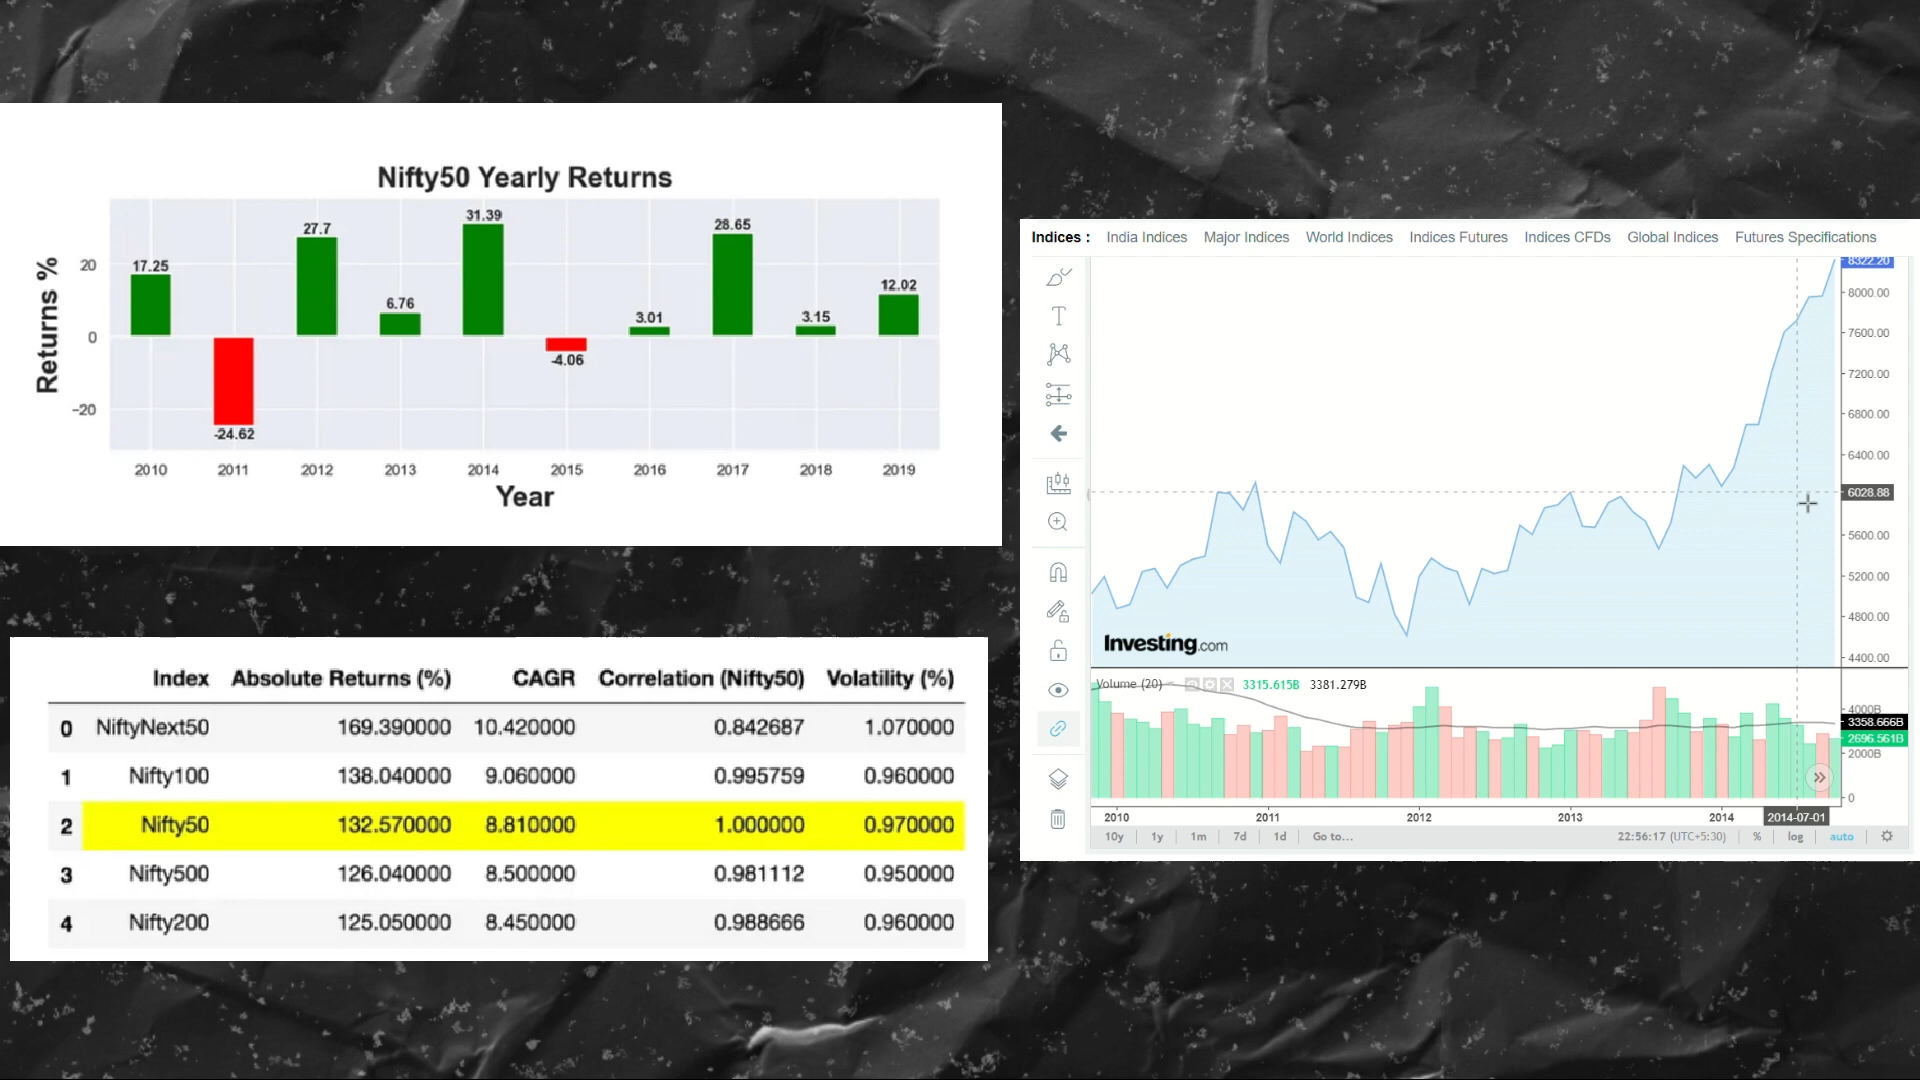 Nifty50 Yearly Returns
Returns %
20
0
-20
17.25
-24.62
27.7
6.76
31.39
-4.06
3.01
28.65
3.15
12.02
2010 2011 2012 2013 2014 2015 2016 2017 2018 2019
Year
Index Absolute Returns (%) CAGR Correlation (Nifty50) Volatility (%)
0 NiftyNext50 169.390000 10.420000 0.842687 1.070000
1 Nifty100 138.040000 9.060000 0.995759 0.960000
2 Nifty50 132.570000 8.810000 1.000000 0.970000
3 Nifty500 126.040000 8.500000 0.981112 0.950000
4 Nifty200 125.050000 8.450000 0.988666 0.960000
Indices : India Indices Major Indices World Indices Indices Futures Indices CFDs Global Indices Futures Specifications
T
8322.20
8000.00
7600.00
7200.00
6800.00
6400.00
6028.88
5600.00
5200.00
4800.00
4400.00
Investing.com
Volume (20) 3315.615B 3381.279B
4000B
3358.666B
2696.561B
2000B
0
2010 2011 2012 2013 2014 2014-07-01
10y 1y 1m 7d 1d Go to... 22:56:17 (UTC+5:30) % log auto